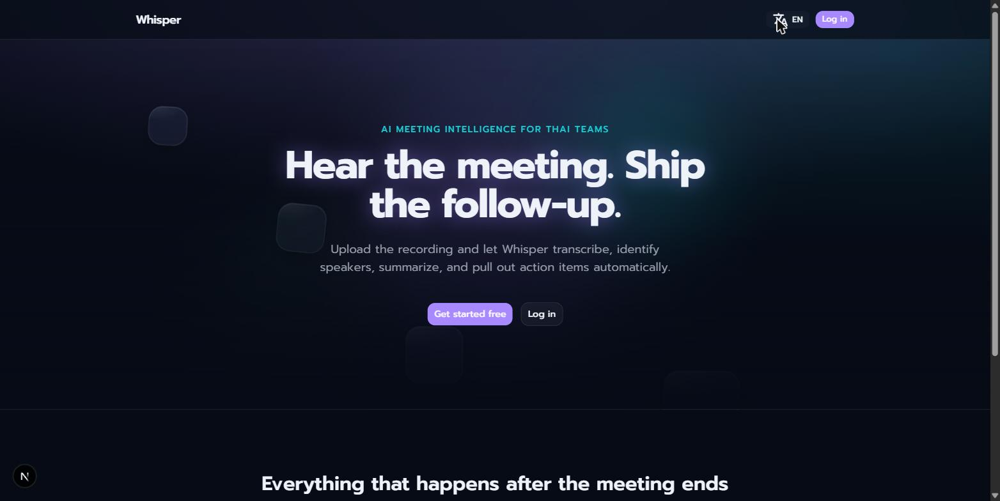 Whisper
EN
Log in
AI MEETING INTELLIGENCE FOR THAI TEAMS
Hear the meeting. Ship
the follow-up.
Upload the recording and let Whisper transcribe, identify
speakers, summarize, and pull out action items automatically.
Get started free
Log in
Everything that happens after the meeting ends
N